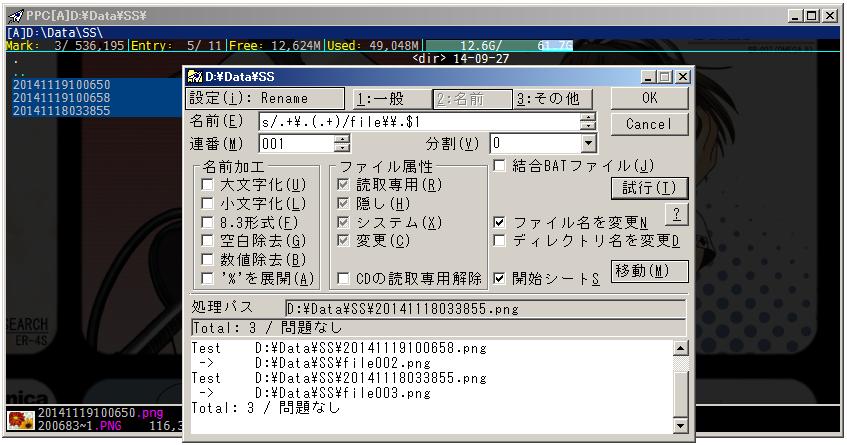 PPC[A]D:¥Data¥SS¥
[A]D:\Data\SS\
Mark: 3/ 536,195 Entry: 5/ 11 Free: 12,624M Used: 49,048M 12.6G/ 61.7G
. <dir> 14-09-27
..
20141119100650
20141119100658
20141118033855
D:¥Data¥SS
設定(i): Rename 1:一般 2:名前 3:その他 OK
名前(E) s/.+¥.(.+)/file¥¥.$1 Cancel
連番(M) 001 分割(V) 0
名前加工 ファイル属性 結合BATファイル(J)
大文字化(U) 読取専用(R) 試行(T)
小文字化(L) 隠し(H)
8.3形式(F) システム(X) ファイル名を変更N ?
空白除去(G) 変更(C) ディレクトリ名を変更D
数値除去(B)
'%'を展開(A) CDの読取専用解除 開始シートS 移動(M)
処理パス D:¥Data¥SS¥20141118033855.png
Total: 3 / 問題なし
Test D:¥Data¥SS¥20141119100658.png
-> D:¥Data¥SS¥file002.png
Test D:¥Data¥SS¥20141118033855.png
-> D:¥Data¥SS¥file003.png
Total: 3 / 問題なし
EARCH
ER-4S
nica
20141119100650.png
200683~1.PNG 116,3